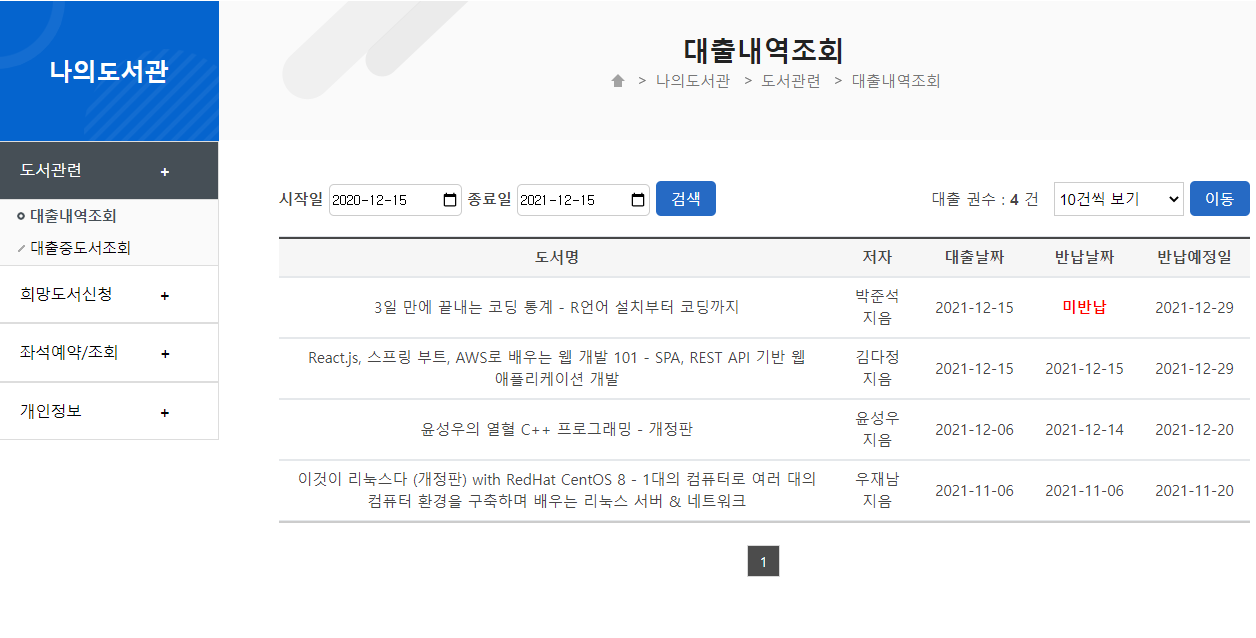 나의도서관
도서관련 +
대출내역조회
대출중도서조회
희망도서신청 +
좌석예약/조회 +
개인정보 +
대출내역조회
> 나의도서관 > 도서관련 > 대출내역조회
시작일 2020-12-15 종료일 2021-12-15 검색 대출 권수 : 4 건 10건씩 보기 이동
도서명 저자 대출날짜 반납날짜 반납예정일
3일 만에 끝내는 코딩 통계 - R언어 설치부터 코딩까지 박준석 지음 2021-12-15 미반납 2021-12-29
React.js, 스프링 부트, AWS로 배우는 웹 개발 101 - SPA, REST API 기반 웹
애플리케이션 개발 김다정 지음 2021-12-15 2021-12-15 2021-12-29
윤성우의 열혈 C++ 프로그래밍 - 개정판 윤성우 지음 2021-12-06 2021-12-14 2021-12-20
이것이 리눅스다 (개정판) with RedHat CentOS 8 - 1대의 컴퓨터로 여러 대의
컴퓨터 환경을 구축하며 배우는 리눅스 서버 & 네트워크 우재남 지음 2021-11-06 2021-11-06 2021-11-20
1